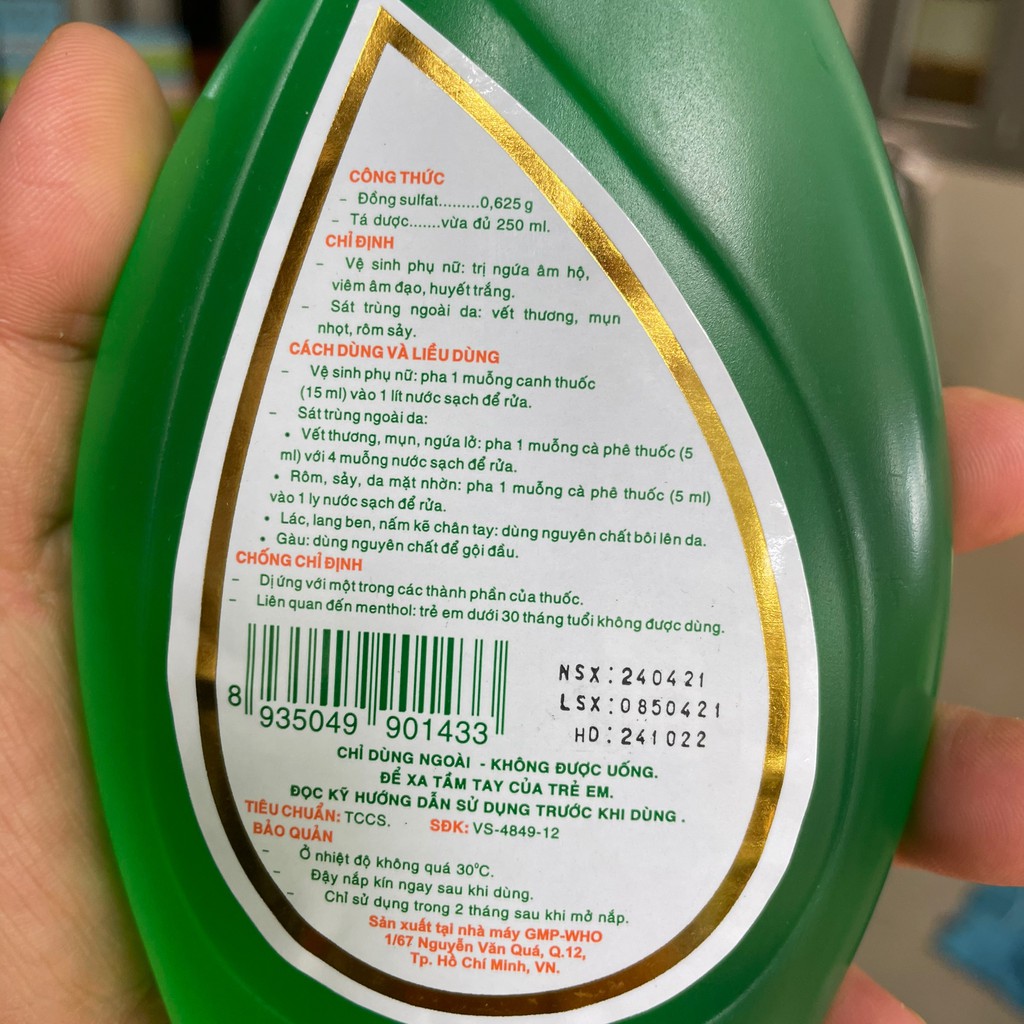 CÔNG THỨC
– Đồng sulfat.........0,625 g
– Tá dược.......vừa đủ 250 ml.
CHỈ ĐỊNH
– Vệ sinh phụ nữ: trị ngứa âm hộ,
viêm âm đạo, huyết trắng.
– Sát trùng ngoài da: vết thương, mụn
nhọt, rôm sảy.
CÁCH DÙNG VÀ LIỀU DÙNG
– Vệ sinh phụ nữ: pha 1 muỗng canh thuốc
(15 ml) vào 1 lít nước sạch để rửa.
– Sát trùng ngoài da:
• Vết thương, mụn, ngứa lở: pha 1 muỗng cà phê thuốc (5
ml) với 4 muỗng nước sạch để rửa.
• Rôm, sảy, da mặt nhờn: pha 1 muỗng cà phê thuốc (5 ml)
vào 1 ly nước sạch để rửa.
• Lác, lang ben, nấm kẽ chân tay: dùng nguyên chất bôi lên da.
• Gàu: dùng nguyên chất để gội đầu.
CHỐNG CHỈ ĐỊNH
– Dị ứng với một trong các thành phần của thuốc.
– Liên quan đến menthol: trẻ em dưới 30 tháng tuổi không được dùng.
NSX: 240421
LSX: 0850421
HD: 241022
8 935049 901433
CHỈ DÙNG NGOÀI - KHÔNG ĐƯỢC UỐNG.
ĐỂ XA TẦM TAY CỦA TRẺ EM.
ĐỌC KỸ HƯỚNG DẪN SỬ DỤNG TRƯỚC KHI DÙNG.
TIÊU CHUẨN: TCCS. SĐK: VS-4849-12
BẢO QUẢN
– Ở nhiệt độ không quá 30°C.
– Đậy nắp kín ngay sau khi dùng.
– Chỉ sử dụng trong 2 tháng sau khi mở nắp.
Sản xuất tại nhà máy GMP-WHO
1/67 Nguyễn Văn Quá, Q.12,
Tp. Hồ Chí Minh, VN.